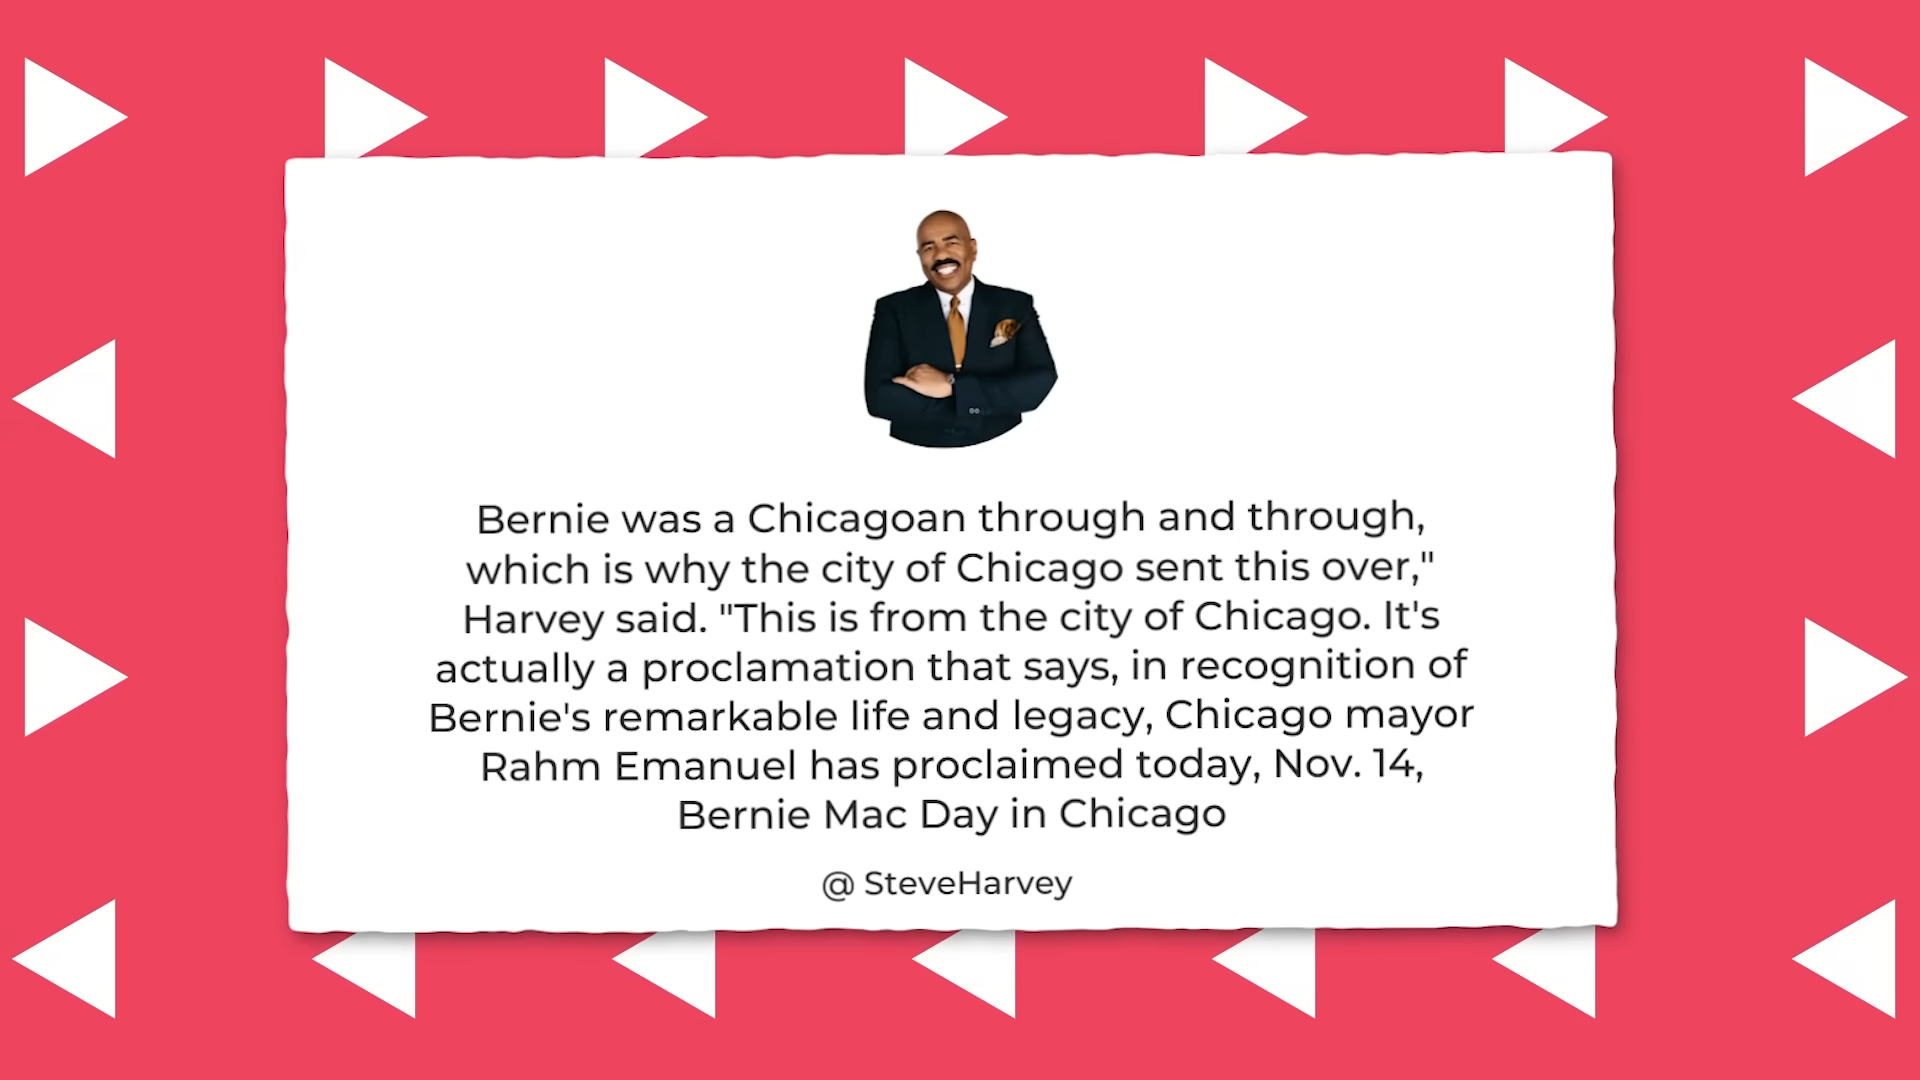 Bernie was a Chicagoan through and through,
which is why the city of Chicago sent this over,"
Harvey said. "This is from the city of Chicago. It's
actually a proclamation that says, in recognition of
Bernie's remarkable life and legacy, Chicago mayor
Rahm Emanuel has proclaimed today, Nov. 14,
Bernie Mac Day in Chicago
@ SteveHarvey